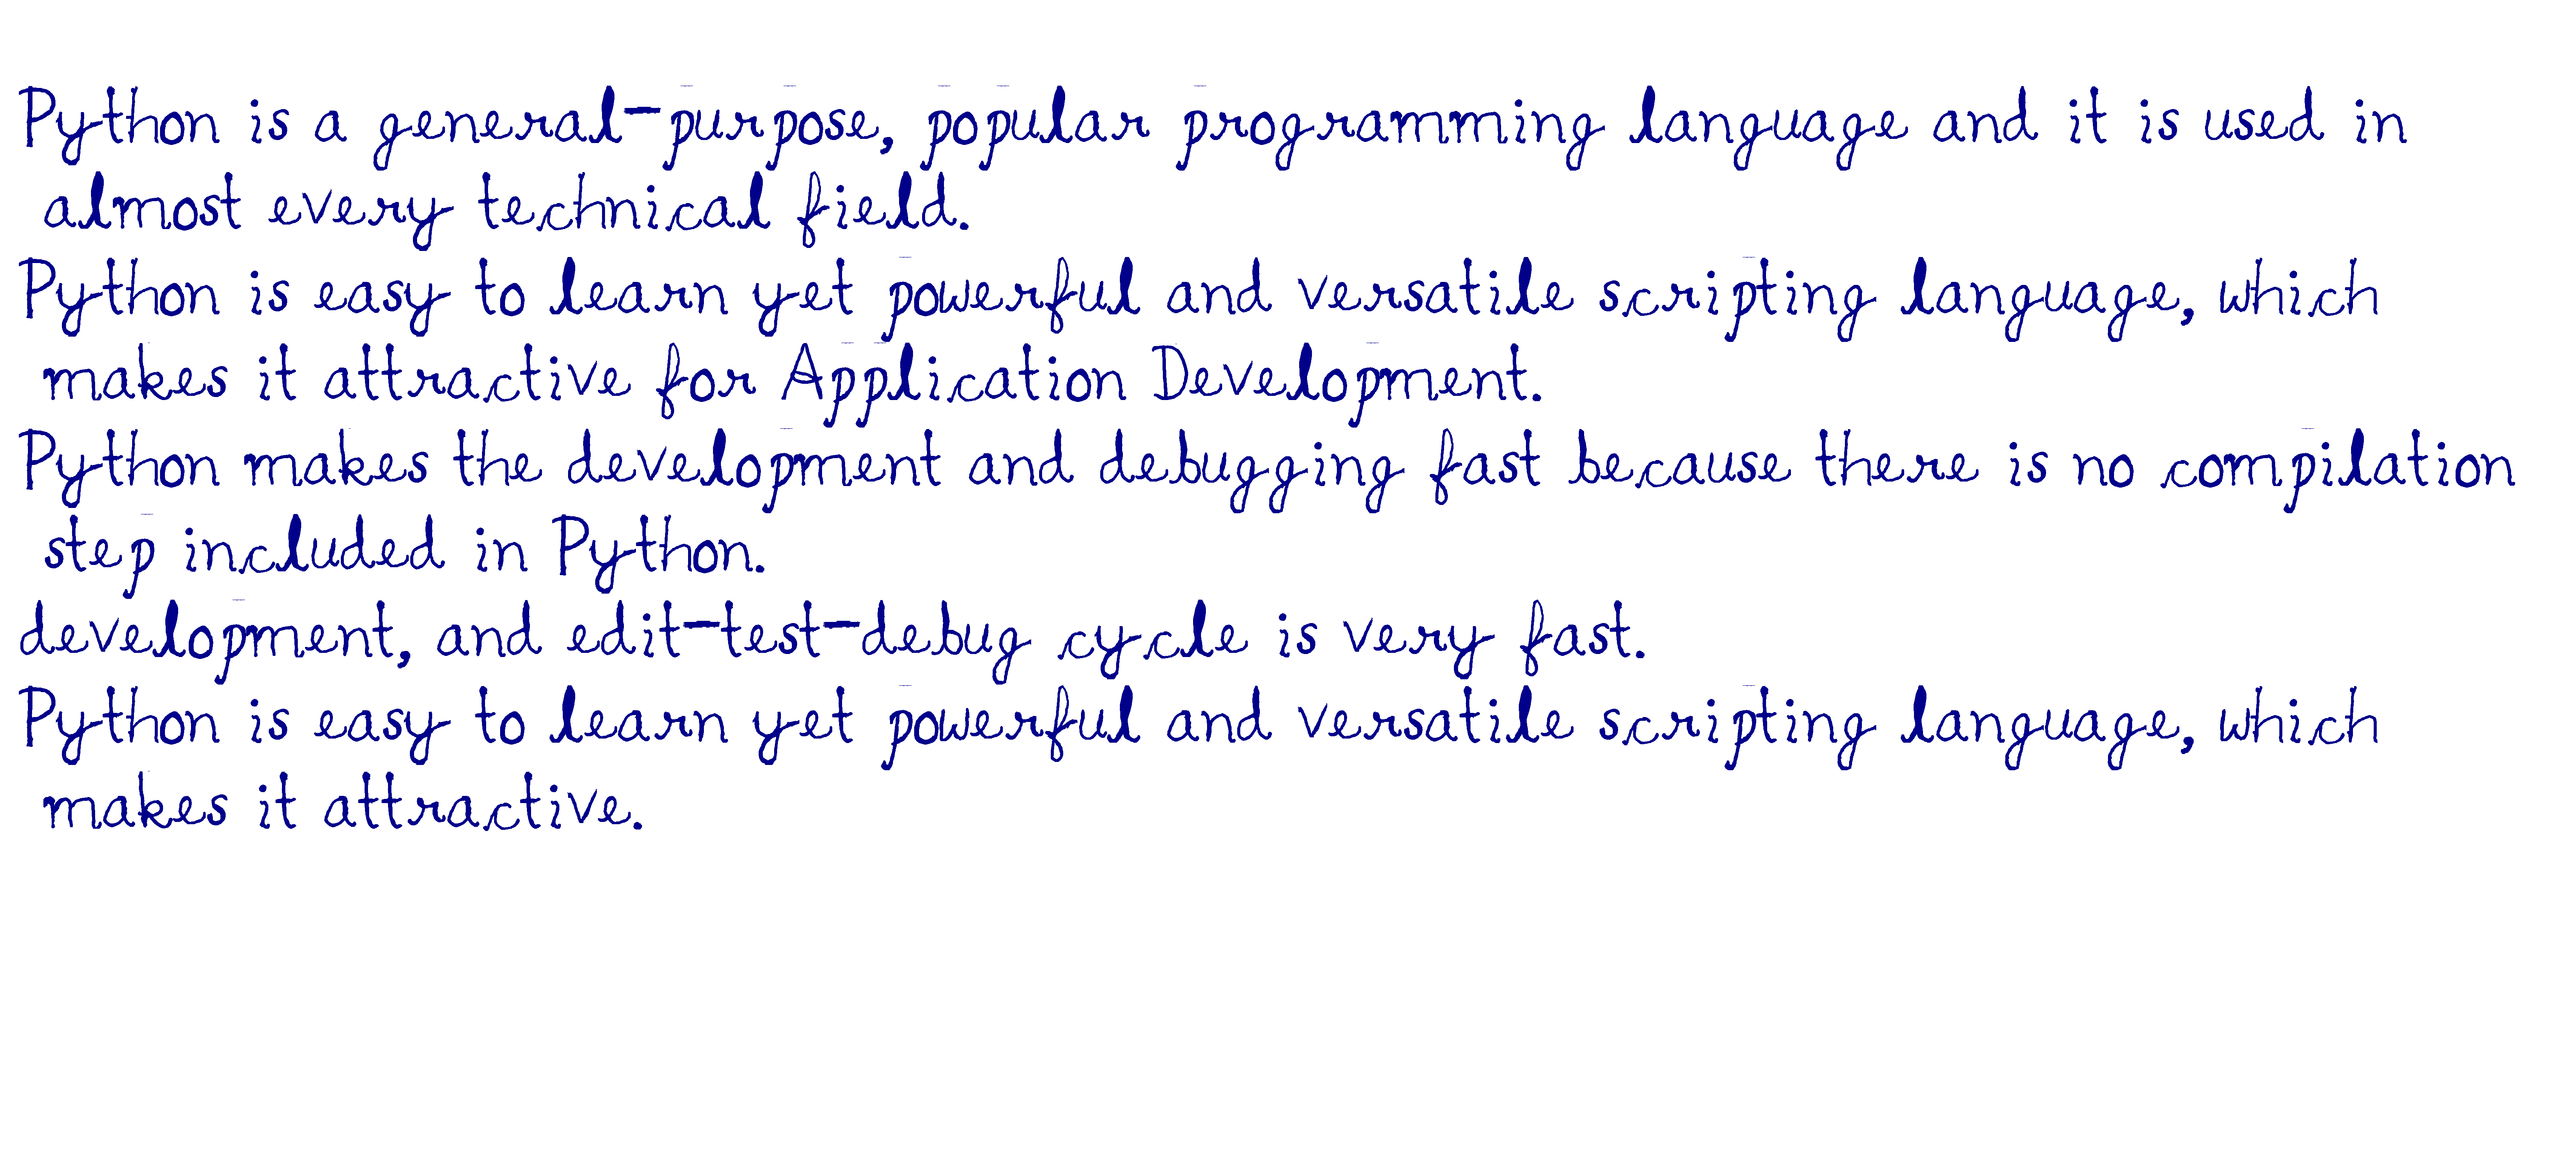 Python is a general-purpose, popular programming language and it is used in
almost every technical field.
Python is easy to learn yet powerful and versatile scripting language, which
makes it attractive for Application Development.
Python makes the development and debugging fast because there is no compilation
step included in Python.
development, and edit-test-debug cycle is very fast.
Python is easy to learn yet powerful and versatile scripting language, which
makes it attractive.